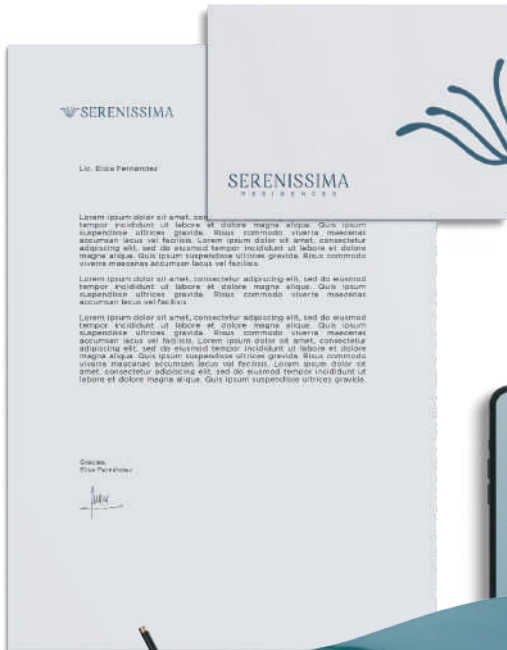 SERENISSIMA
SERENISSIMA
RESIDENCES
Lic. Elisa Fernández
Lorem ipsum dolor sit amet, con
tempor incididunt ut labore et dolore magna aliqua. Quis ipsum
suspendisse ultrices gravida. Risus commodo viverra maecenas
accumsan lacus vel facilisis. Lorem ipsum dolor sit amet, consectetur
adipiscing elit, sed do eiusmod tempor incididunt ut labore et dolore
magna aliqua. Quis ipsum suspendisse ultrices gravida. Risus commodo
viverra maecenas accumsan lacus vel facilisis.
Lorem ipsum dolor sit amet, consectetur adipiscing elit, sed do eiusmod
tempor incididunt ut labore et dolore magna aliqua. Quis ipsum
suspendisse ultrices gravida. Risus commodo viverra maecenas
accumsan lacus vel facilisis
Lorem ipsum dolor sit amet, consectetur adipiscing elit, sed do eiusmod
tempor incididunt ut labore et dolore magna aliqua. Quis ipsum
suspendisse ultrices gravida. Risus commodo viverra maecenas
accumsan lacus vel facilisis. Lorem ipsum dolor sit amet, consectetur
adipiscing elit, sed do eiusmod tempor incididunt ut labore et dolore
magna aliqua. Quis ipsum suspendisse ultrices gravida. Risus commodo
viverra maecenas accumsan lacus vel facilisis. Lorem ipsum dolor sit
amet, consectetur adipiscing elit, sed do eiusmod tempor incididunt ut
labore et dolore magna aliqua. Quis ipsum suspendisse ultrices gravida.
Gracias,
Elisa Fernández